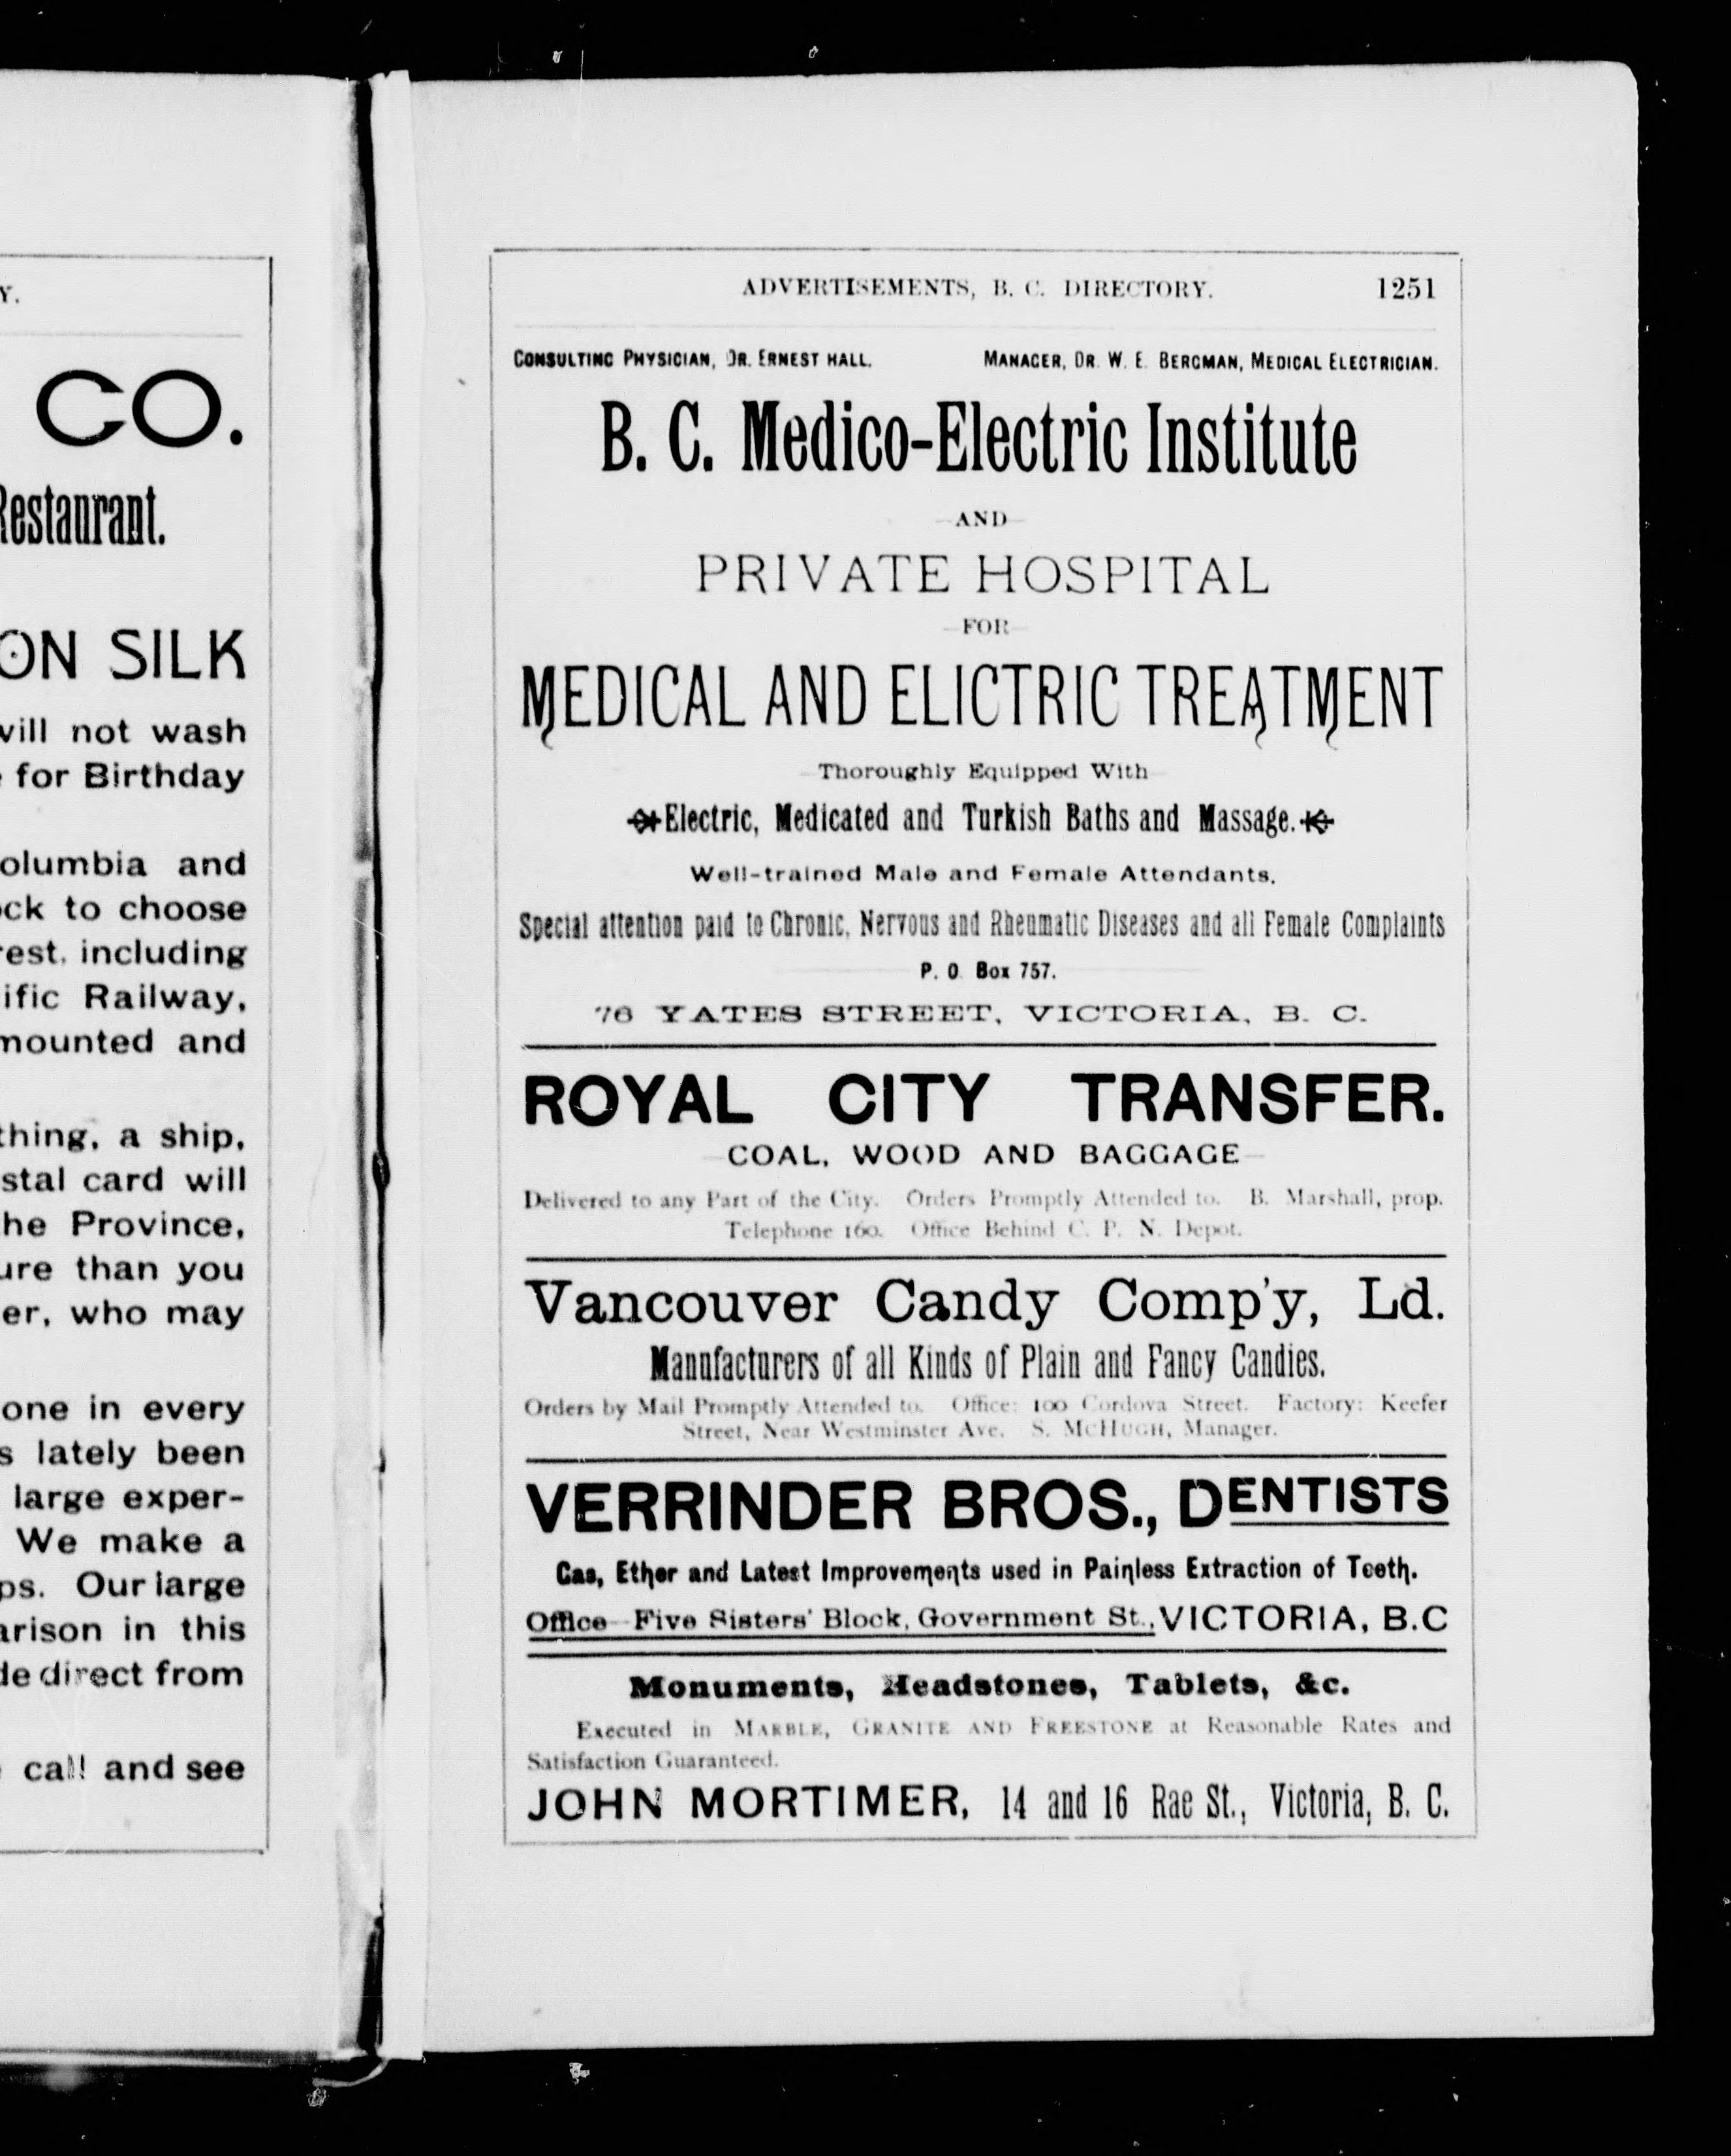 Y.
CO.
Restaurant.
ON SILK
will not wash
for Birthday
olumbia and
ock to choose
rest, including
ific Railway,
mounted and
thing, a ship,
stal card will
he Province,
ure than you
er, who may
one in every
s lately been
large exper-
We make a
ps. Our large
arison in this
de direct from
call and see
ADVERTISEMENTS, B. C. DIRECTORY. 1251
CONSULTING PHYSICIAN, DR. ERNEST HALL. MANAGER, DR. W. E. BERGMAN, MEDICAL ELECTRICIAN.
B. C. Medico-Electric Institute
—AND—
PRIVATE HOSPITAL
—FOR—
MEDICAL AND ELICTRIC TREATMENT
Thoroughly Equipped With
Electric, Medicated and Turkish Baths and Massage.
Well-trained Male and Female Attendants.
Special attention paid to Chronic, Nervous and Rheumatic Diseases and all Female Complaints
P. O. Box 757.
76 YATES STREET, VICTORIA, B. C.
ROYAL CITY TRANSFER.
COAL, WOOD AND BAGGAGE
Delivered to any Part of the City. Orders Promptly Attended to. B. Marshall, prop.
Telephone 160. Office Behind C. P. N. Depot.
Vancouver Candy Comp'y, Ld.
Manufacturers of all Kinds of Plain and Fancy Candies.
Orders by Mail Promptly Attended to. Office: 100 Cordova Street. Factory: Keefer
Street, Near Westminster Ave. S. MCHUGH, Manager.
VERRINDER BROS., DENTISTS
Gas, Ether and Latest Improvements used in Painless Extraction of Teeth.
Office—Five Sisters' Block, Government St., VICTORIA, B.C
Monuments, Headstones, Tablets, &c.
Executed in MARBLE, GRANITE AND FREESTONE at Reasonable Rates and
Satisfaction Guaranteed.
JOHN MORTIMER, 14 and 16 Rae St., Victoria, B. C.